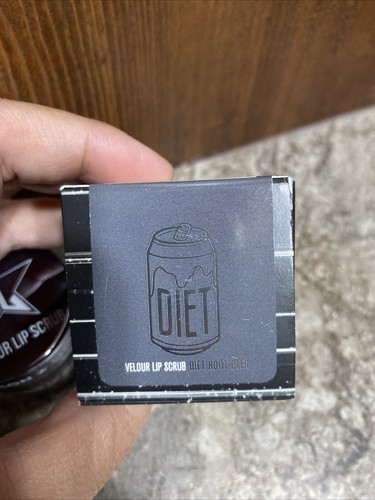 DIET
VELOUR LIP SCRUB DIET ROOT BEER
UR LIP SCRUB